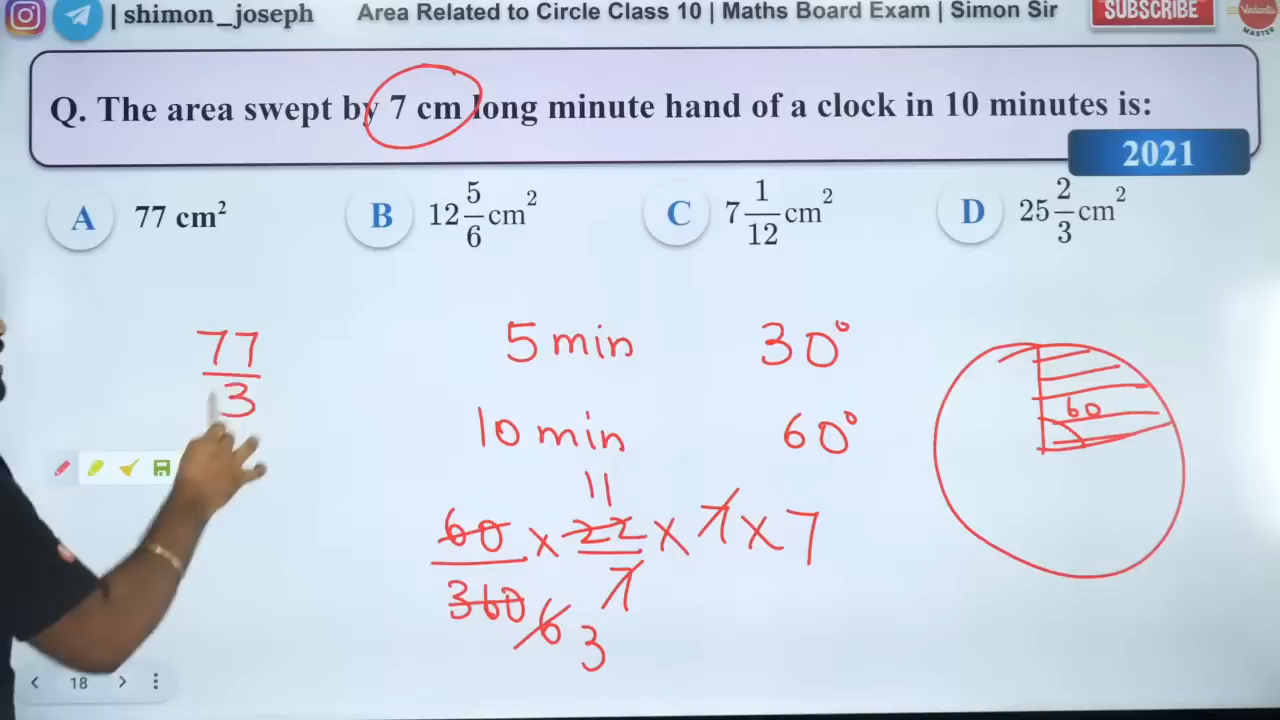 | shimon_joseph
Area Related to Circle Class 10 | Maths Board Exam | Simon Sir
SUBSCRIBE
Vedantu
MASTER
Q. The area swept by 7 cm long minute hand of a clock in 10 minutes is:
2021
A 77 cm²
B 12 5/6 cm²
C 7 1/12 cm²
D 25 2/3 cm²
77/3
5 min 30°
10 min 60°
60
11
60/360 × 22/7 × 7 × 7
6 3
18